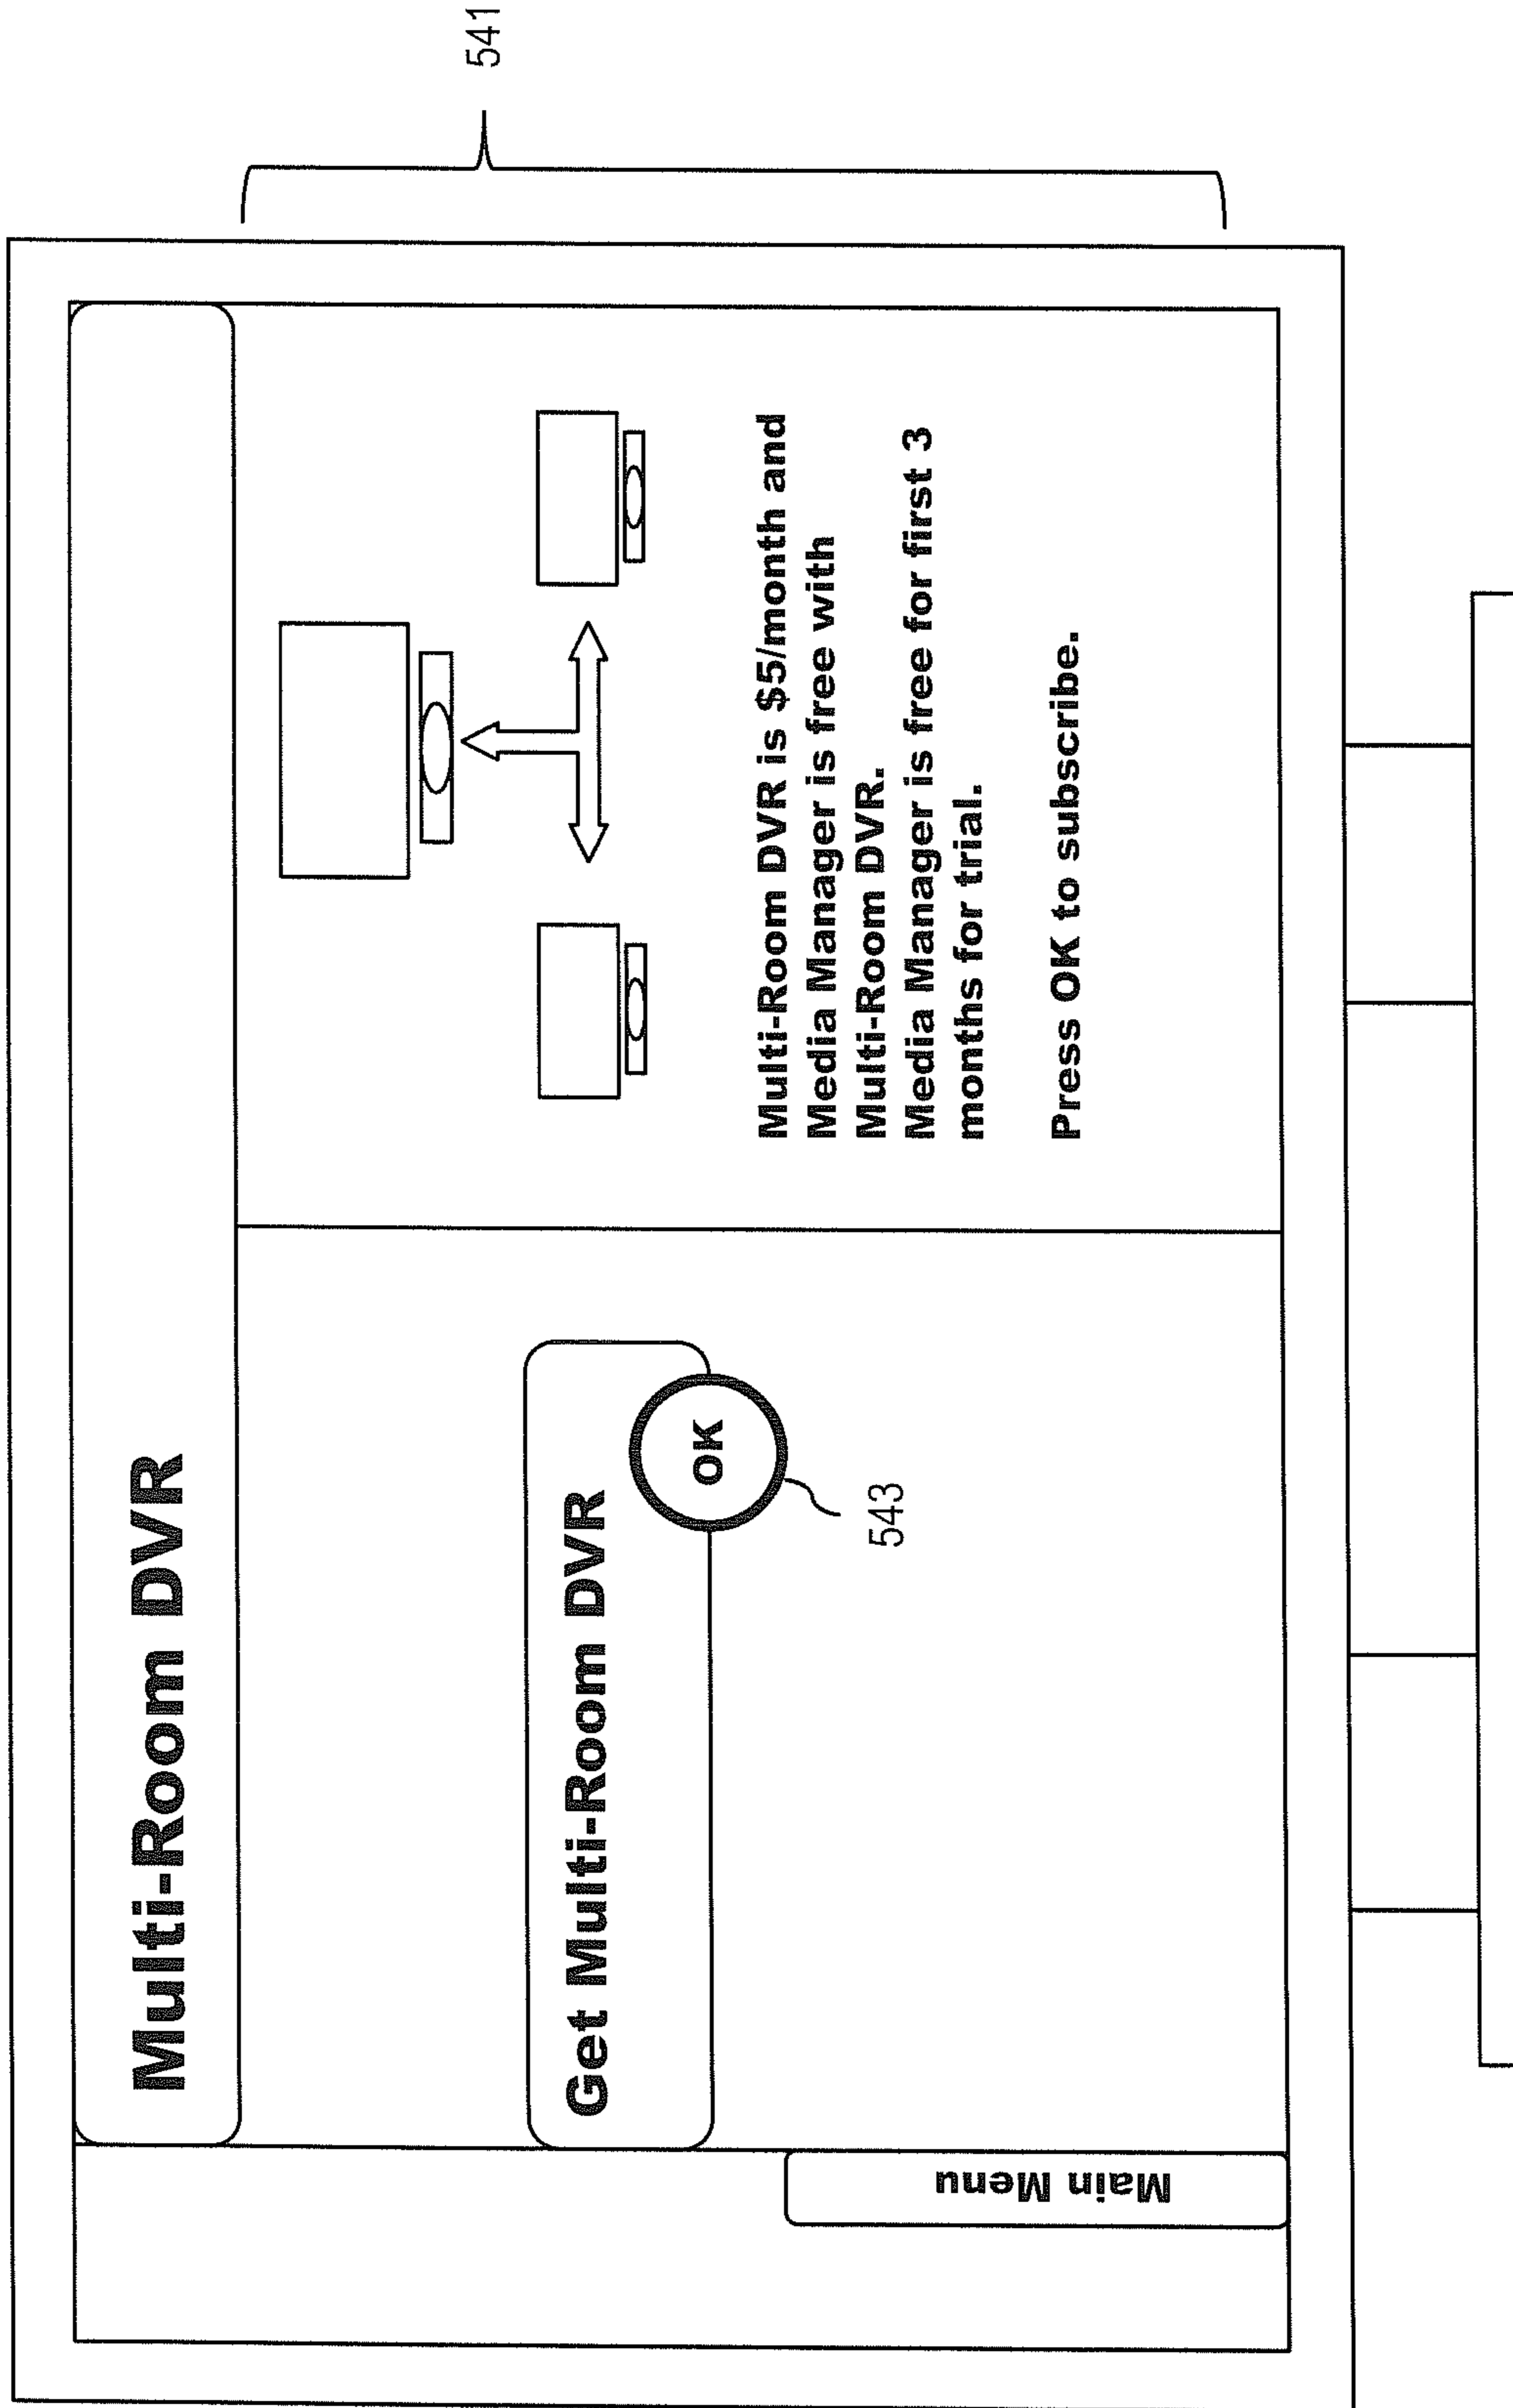 Multi-Room DVR
Get Multi-Room DVR
OK
543
Main Menu
Multi-Room DVR is $5/month and
Media Manager is free with
Multi-Room DVR.
Media Manager is free for first 3
months for trial.
Press OK to subscribe.
541